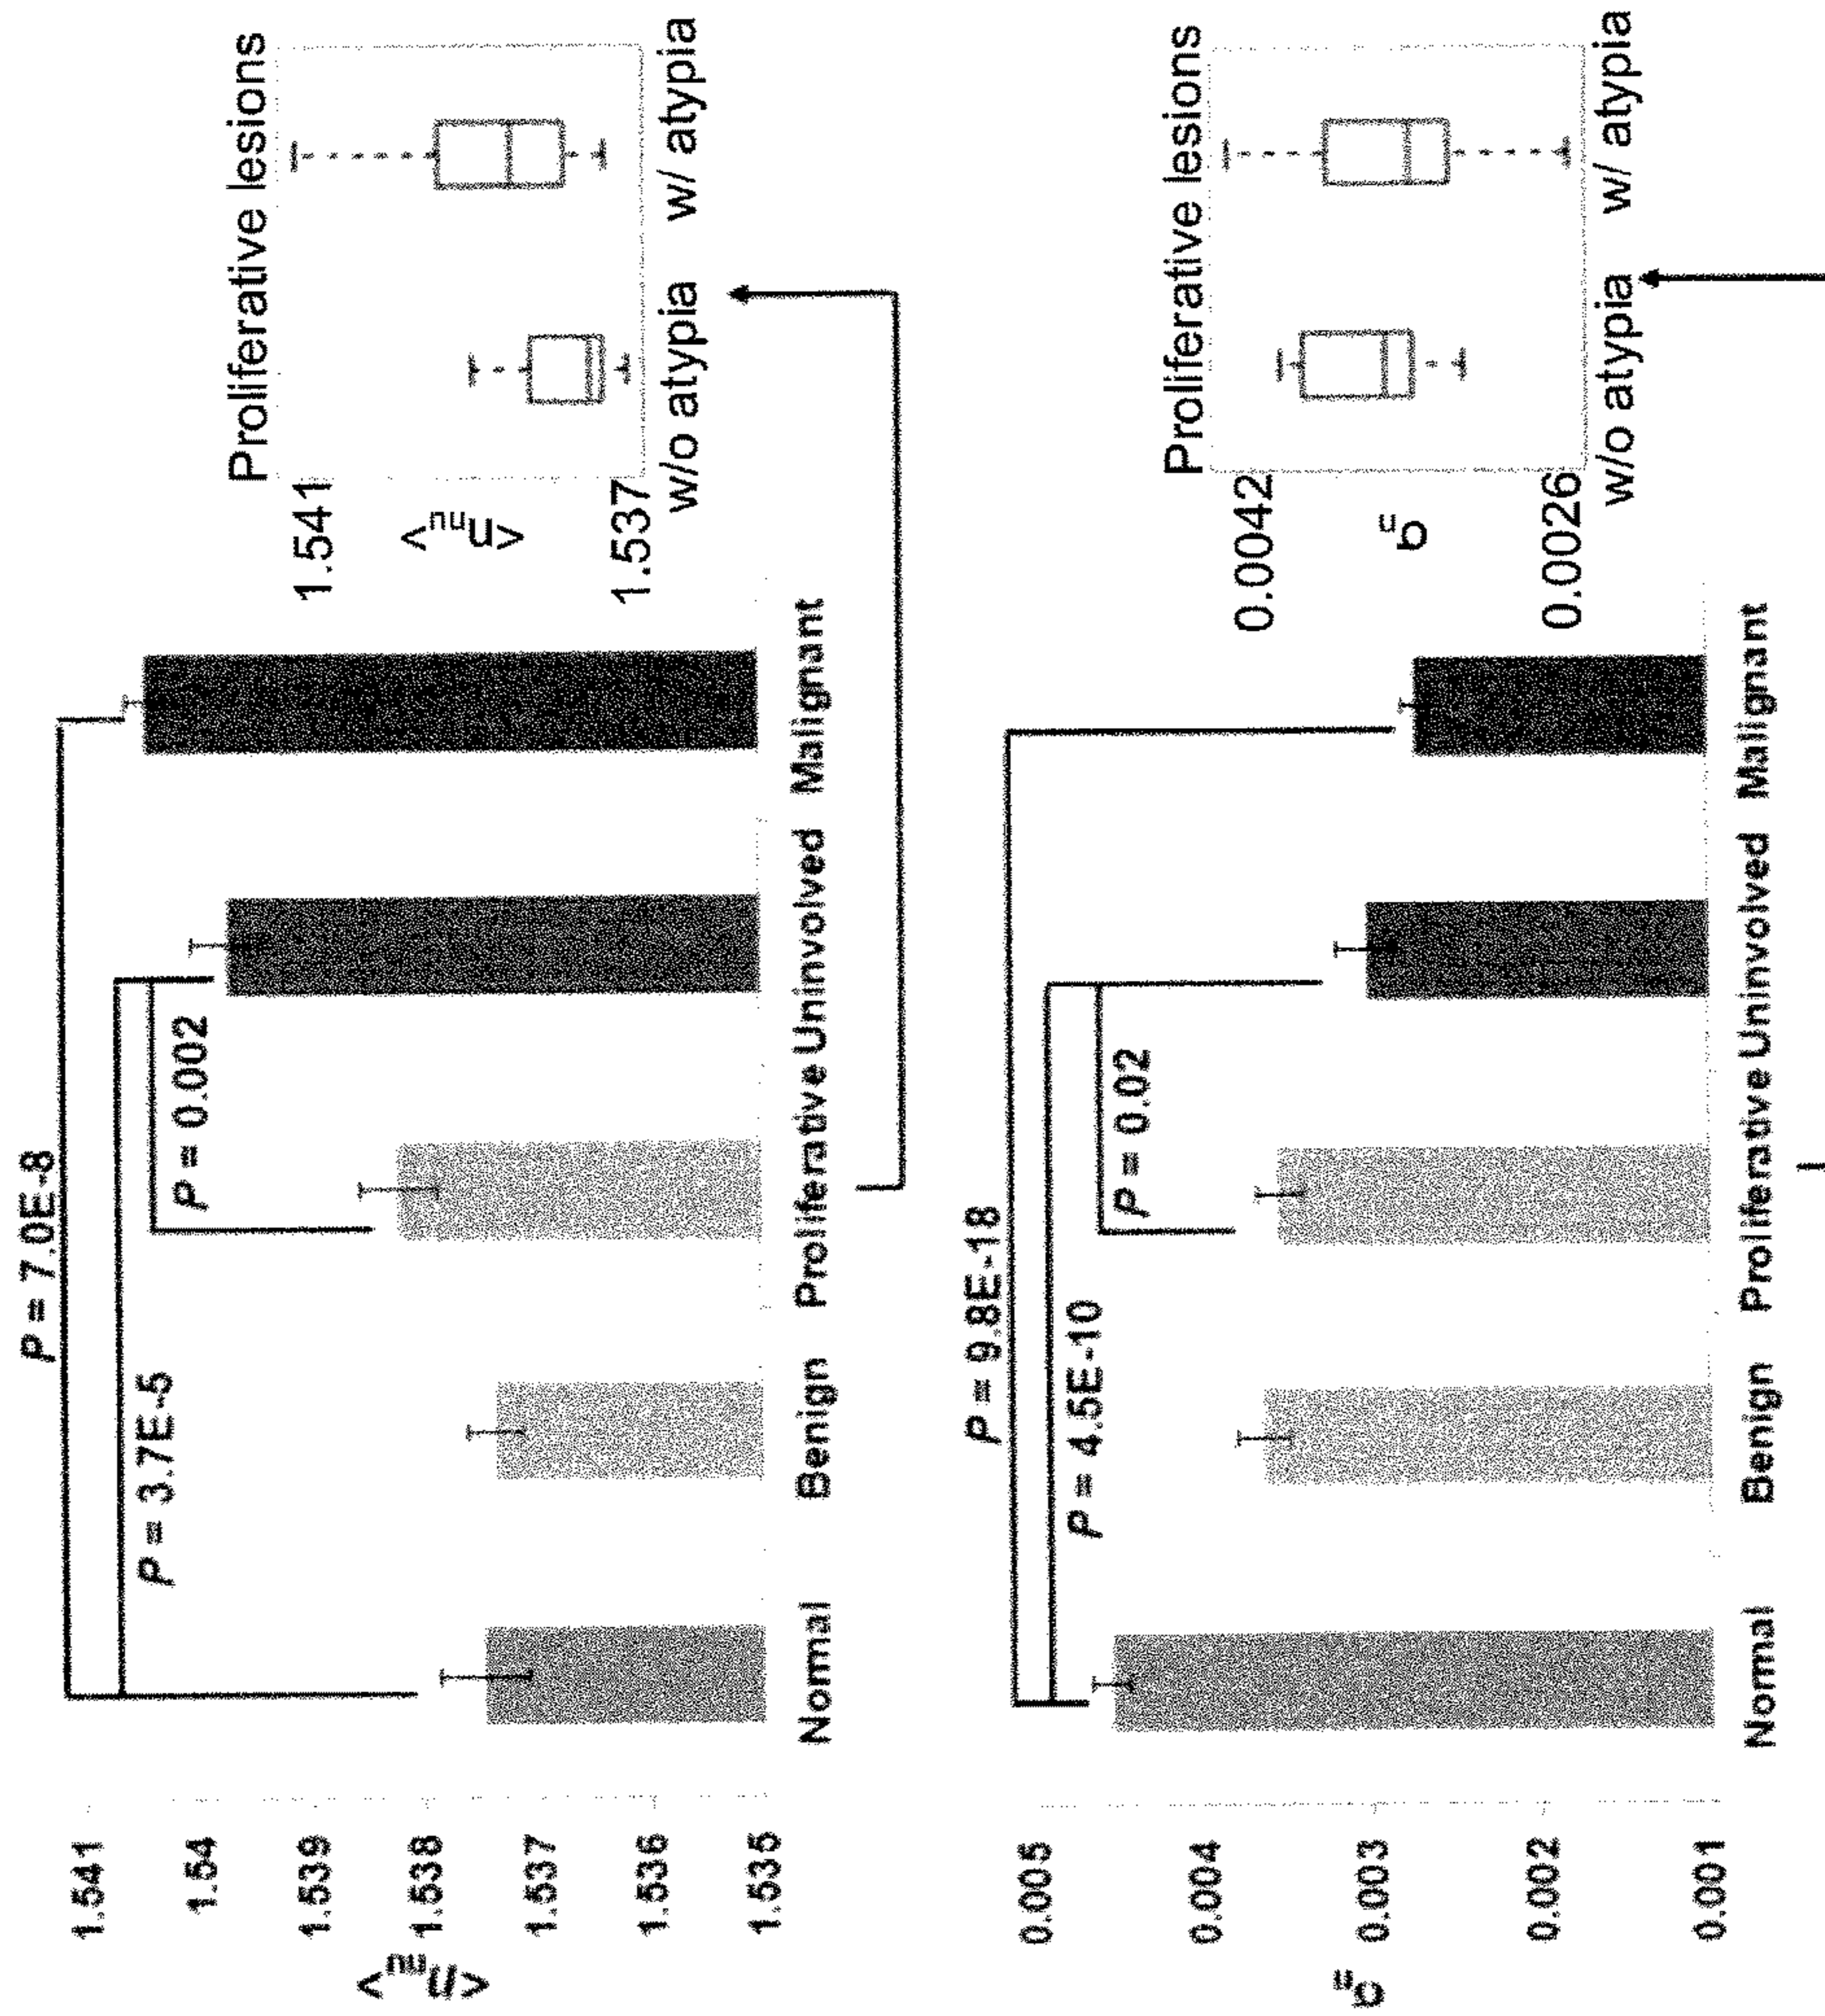 P = 7.0E-8
P = 3.7E-5
P = 0.002
1.541
1.54
1.539
1.538
1.537
1.536
1.535
<n_nu>
Normal Benign Proliferative Uninvolved Malignant
Proliferative lesions
1.541
<n_nu>
1.537
w/o atypia w/ atypia
P = 9.8E-18
P = 4.5E-10
P = 0.02
0.005
0.004
0.003
0.002
0.001
σ_n
Normal Benign Proliferative Uninvolved Malignant
Proliferative lesions
0.0042
σ_n
0.0026
w/o atypia w/ atypia